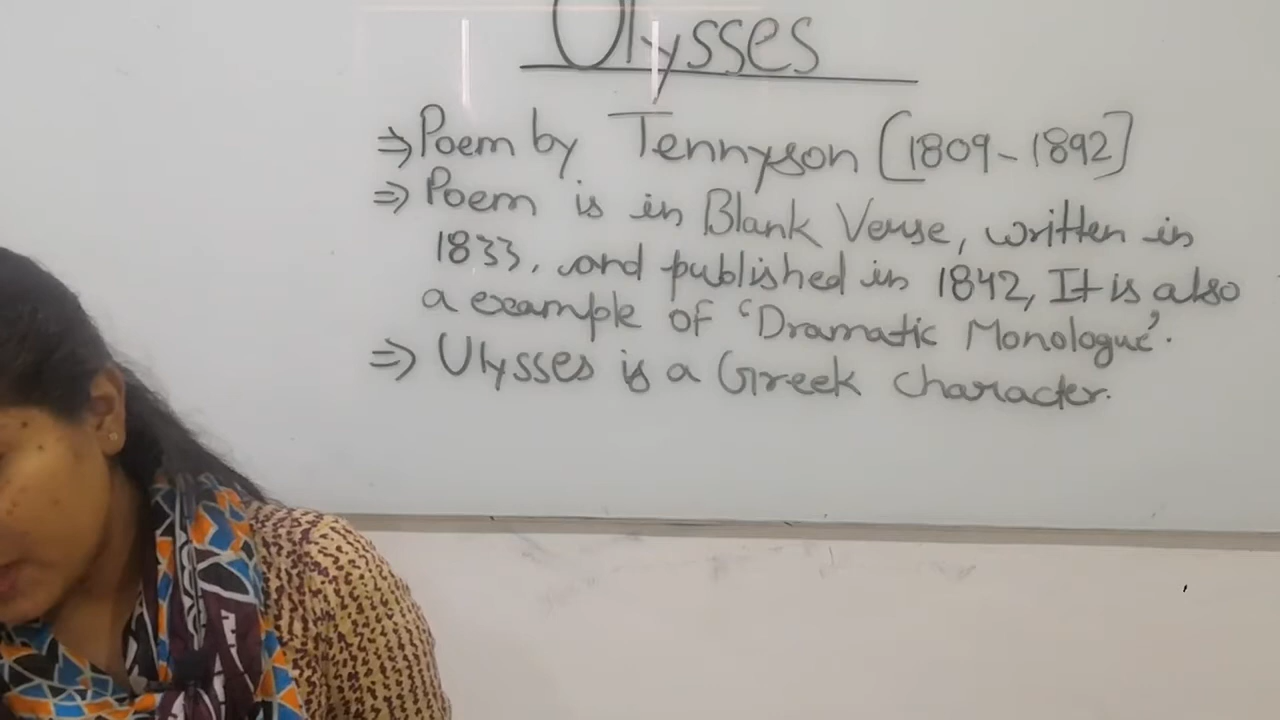 Ulysses
⇒ Poem by Tennyson [1809-1892]
⇒ Poem is in Blank Verse, written in
1833, and published in 1842, It is also
a example of 'Dramatic Monologue'.
⇒ Ulysses is a Greek character.